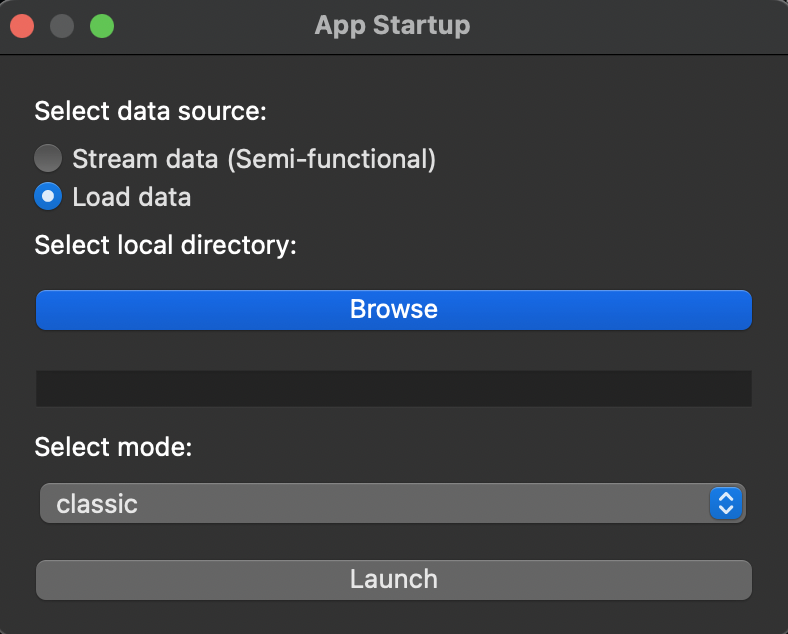 App Startup
Select data source:
Stream data (Semi-functional)
Load data
Select local directory:
Browse
Select mode:
classic
Launch